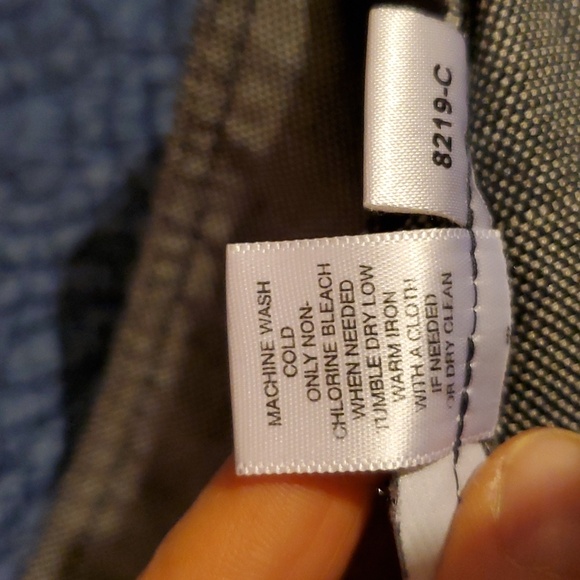 8219-C
MACHINE WASH
COLD
ONLY NON-
CHLORINE BLEACH
WHEN NEEDED
TUMBLE DRY LOW
WARM IRON
WITH A CLOTH
IF NEEDED
OR DRY CLEAN